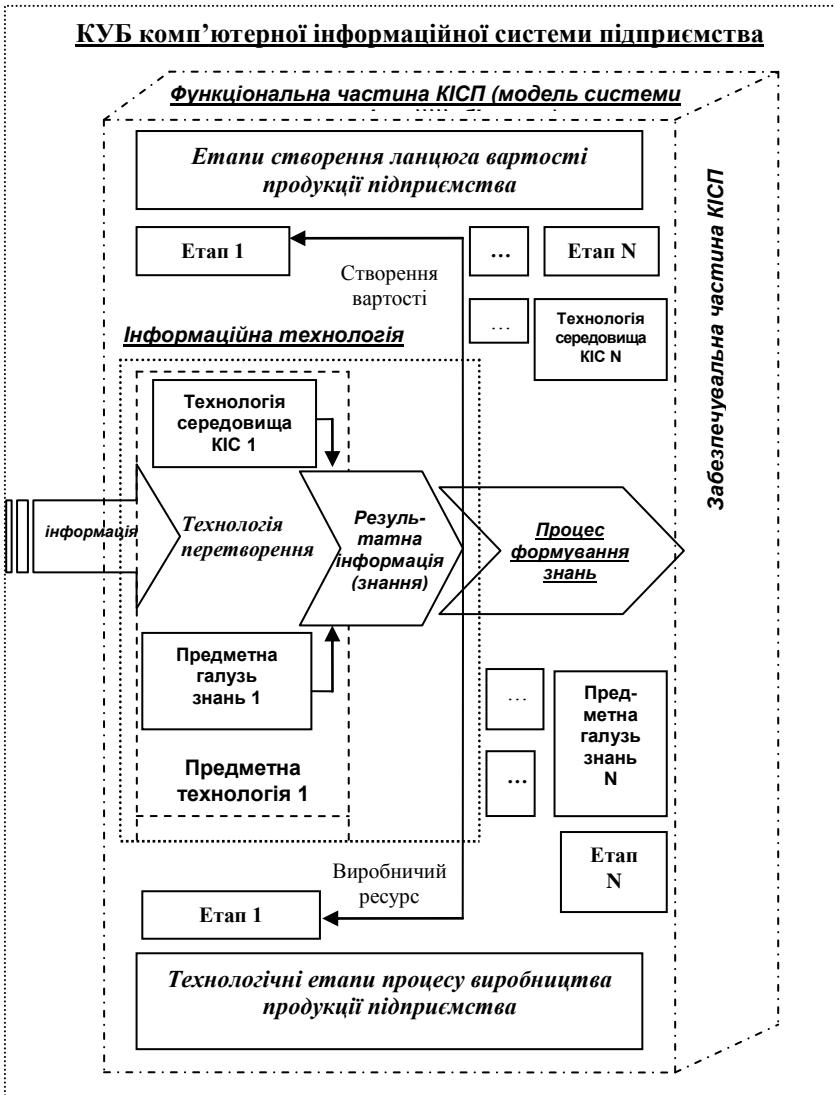 КУБ комп’ютерної інформаційної системи підприємства
Функціональна частина КІСП (модель системи
Етапи створення ланцюга вартості
продукції підприємства
Етап 1
...
Етап N
Створення
вартості
...
Технологія
середовища
КІС N
Інформаційна технологія
Технологія
середовища
КІС 1
інформація
Технологія
перетворення
Резуль-
татна
інформація
(знання)
Процес
формування
знань
Предметна
галузь
знань 1
...
Пред-
метна
галузь
знань
N
...
Предметна
технологія 1
Етап
N
Виробничий
ресурс
Етап 1
Технологічні етапи процесу виробництва
продукції підприємства
Забезпечувальна частина КІСП